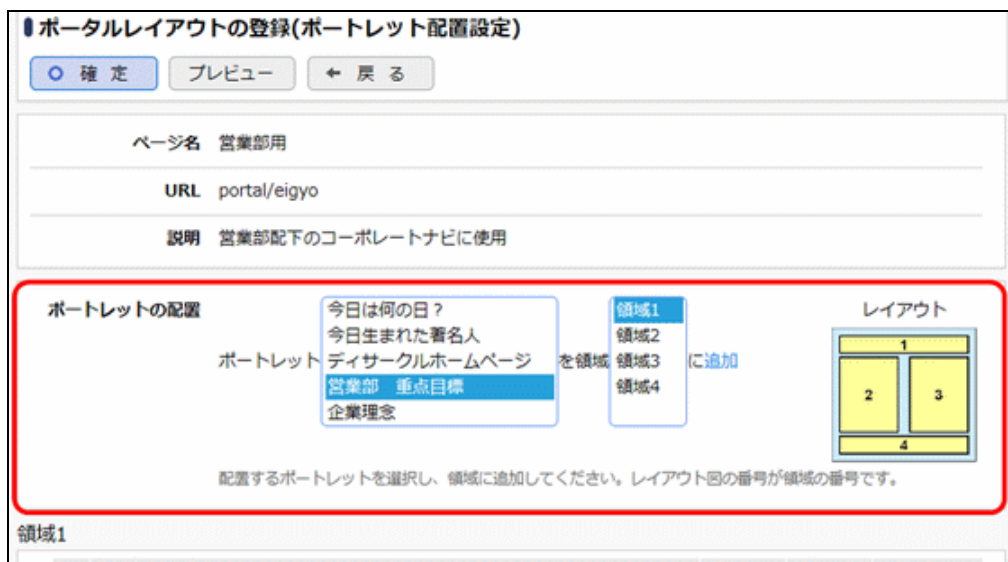 ポータルレイアウトの登録(ポートレット配置設定)
確 定 プレビュー ← 戻 る
ページ名 営業部用
URL portal/eigyo
説明 営業部配下のコーポレートナビに使用
ポートレットの配置 今日は何の日？ 領域1 レイアウト
今日生まれた著名人 領域2 1
ポートレット ディサークルホームページ を領域 領域3 に追加
営業部 重点目標 領域4 2 3
企業理念
4
配置するポートレットを選択し、領域に追加してください。レイアウト図の番号が領域の番号です。
領域1